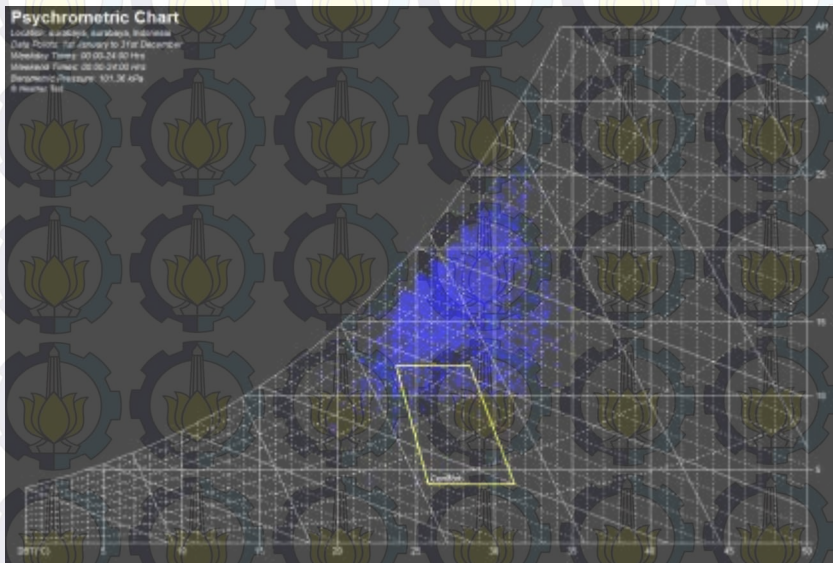 Psychrometric Chart
Location: surabaya, surabaya, Indonesia
Data Points: 1st January to 31st December
Weekday Times: 00:00-24:00 Hrs
Weekend Times: 00:00-24:00 Hrs
Barometric Pressure: 101.36 kPa
© Weather Tool
AH
30
25
20
15
10
5
Comfort
DBT(°C) 5 10 15 20 25 30 35 40 45 50